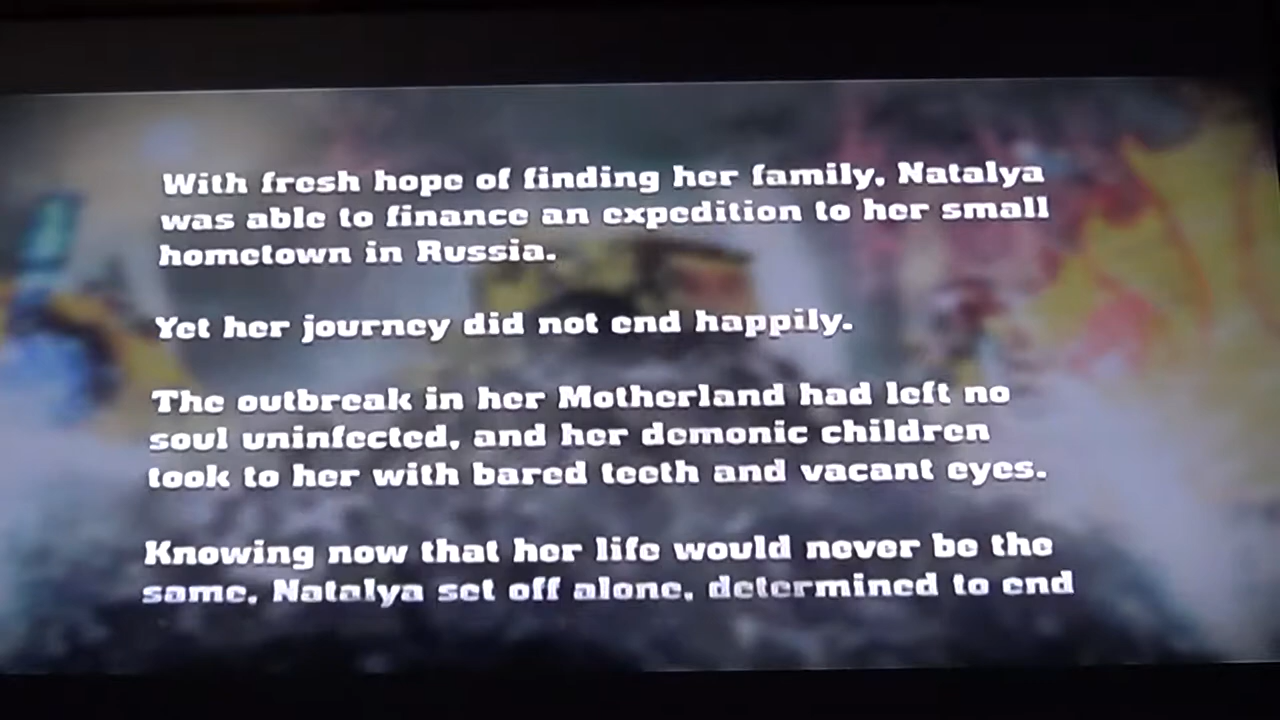 With fresh hope of finding her family, Natalya
was able to finance an expedition to her small
hometown in Russia.
Yet her journey did not end happily.
The outbreak in her Motherland had left no
soul uninfected, and her demonic children
took to her with bared teeth and vacant eyes.
Knowing now that her life would never be the
same, Natalya set off alone, determined to end